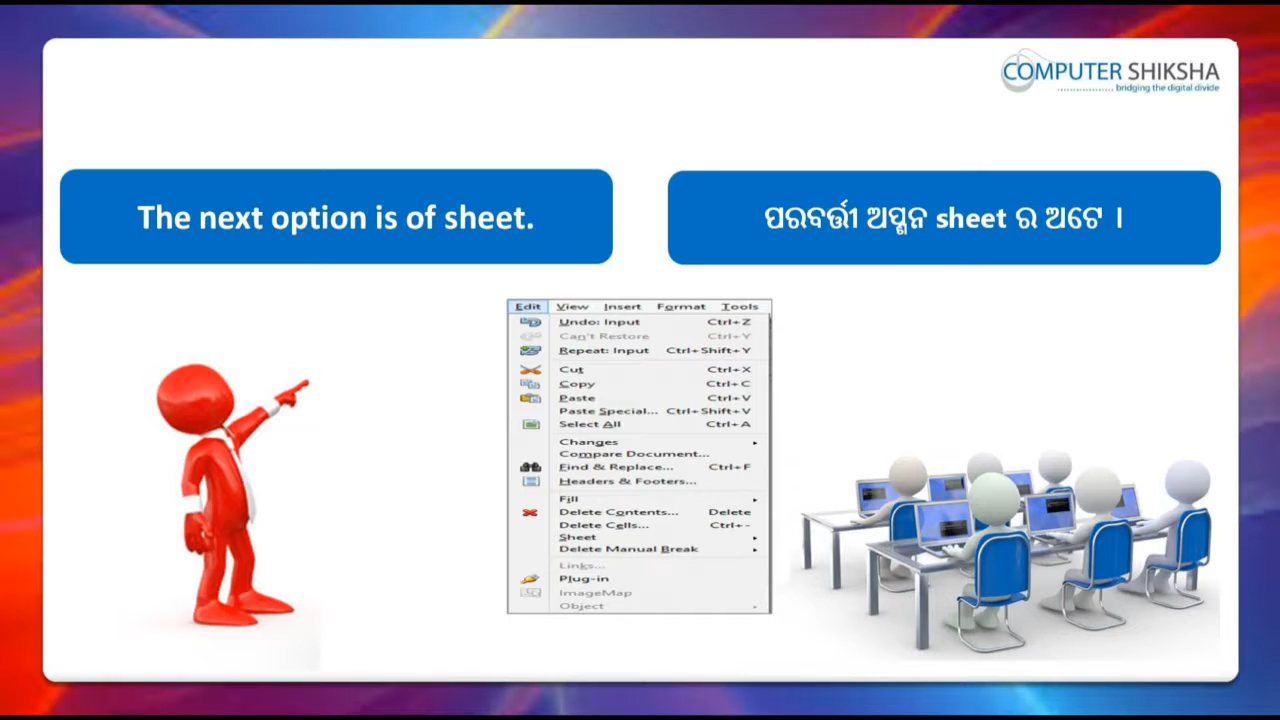 COMPUTER SHIKSHA
bridging the digital divide
The next option is of sheet.
ପରବର୍ତ୍ତୀ ଅପ୍ଶନ sheet ର ଅଟେ ।
Edit View Insert Format Tools
Undo: Input Ctrl+Z
Can't Restore Ctrl+Y
Repeat: Input Ctrl+Shift+Y
Cut Ctrl+X
Copy Ctrl+C
Paste Ctrl+V
Paste Special... Ctrl+Shift+V
Select All Ctrl+A
Changes
Compare Document...
Find & Replace... Ctrl+F
Headers & Footers...
Fill
Delete Contents... Delete
Delete Cells... Ctrl+-
Sheet
Delete Manual Break
Links...
Plug-in
ImageMap
Object